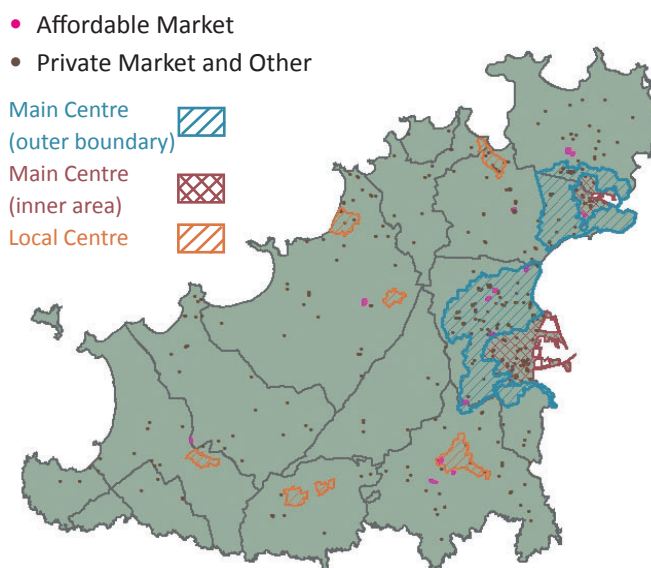 Affordable Market
Private Market and Other
Main Centre
(outer boundary)
Main Centre
(inner area)
Local Centre